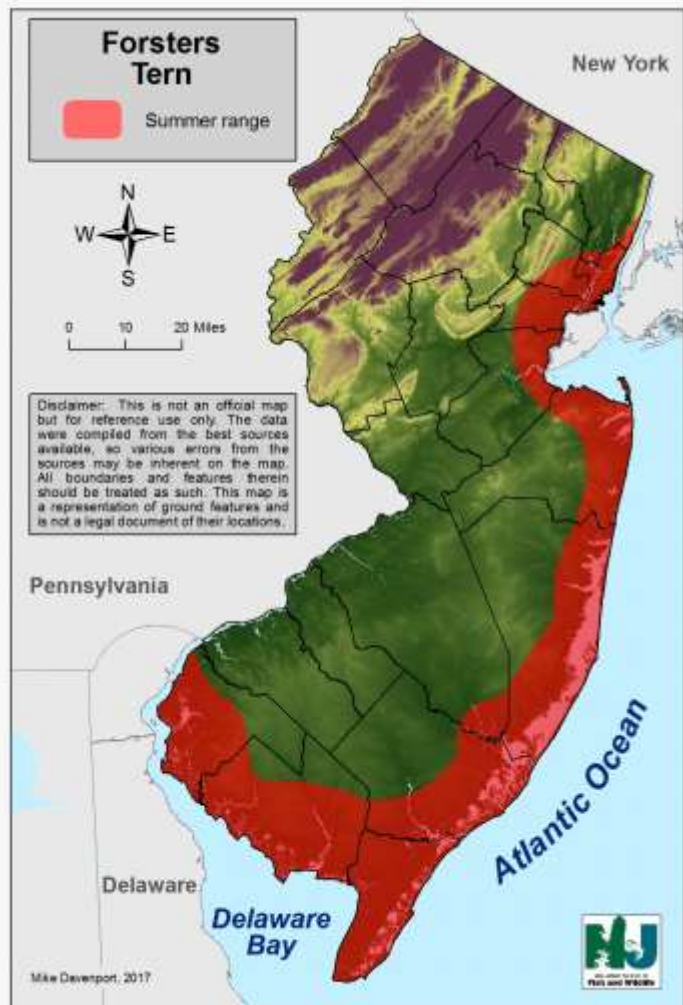 Forsters
Tern
Summer range
New York
N
W E
S
0 10 20 Miles
Disclaimer: This is not an official map
but for reference use only. The data
were compiled from the best sources
available, so various errors from the
sources may be inherent on the map.
All boundaries and features therein
should be treated as such. This map is
a representation of ground features and
is not a legal document of their locations.
Pennsylvania
Atlantic Ocean
Delaware
Delaware
Bay
Mike Davenport, 2017
NJ
Fish and Wildlife